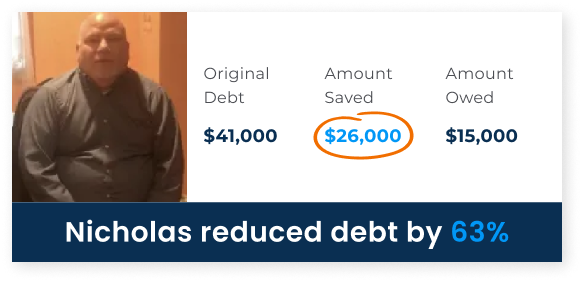 Original Debt
$41,000
Amount Saved
$26,000
Amount Owed
$15,000
Nicholas reduced debt by 63%